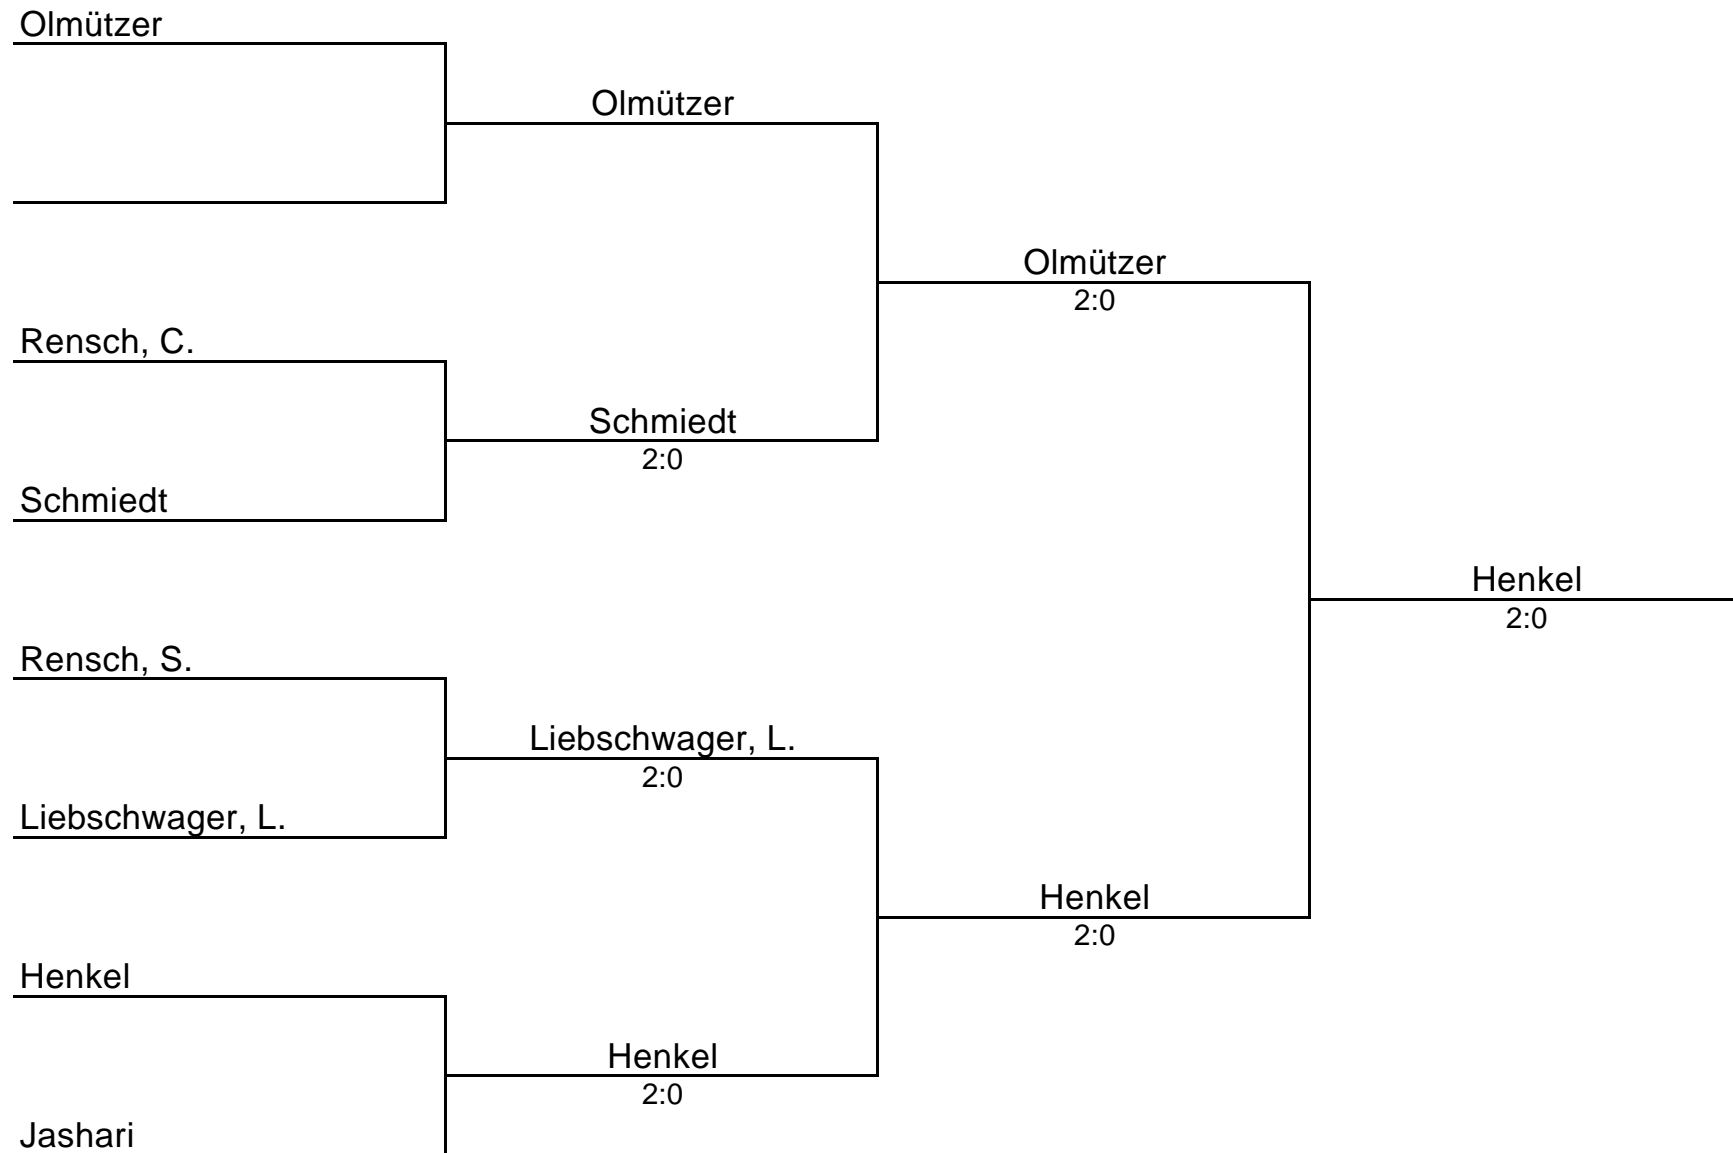 Olmützer
Olmützer
Olmützer
2:0
Rensch, C.
Schmiedt
2:0
Schmiedt
Henkel
2:0
Rensch, S.
Liebschwager, L.
2:0
Liebschwager, L.
Henkel
2:0
Henkel
Henkel
2:0
Jashari